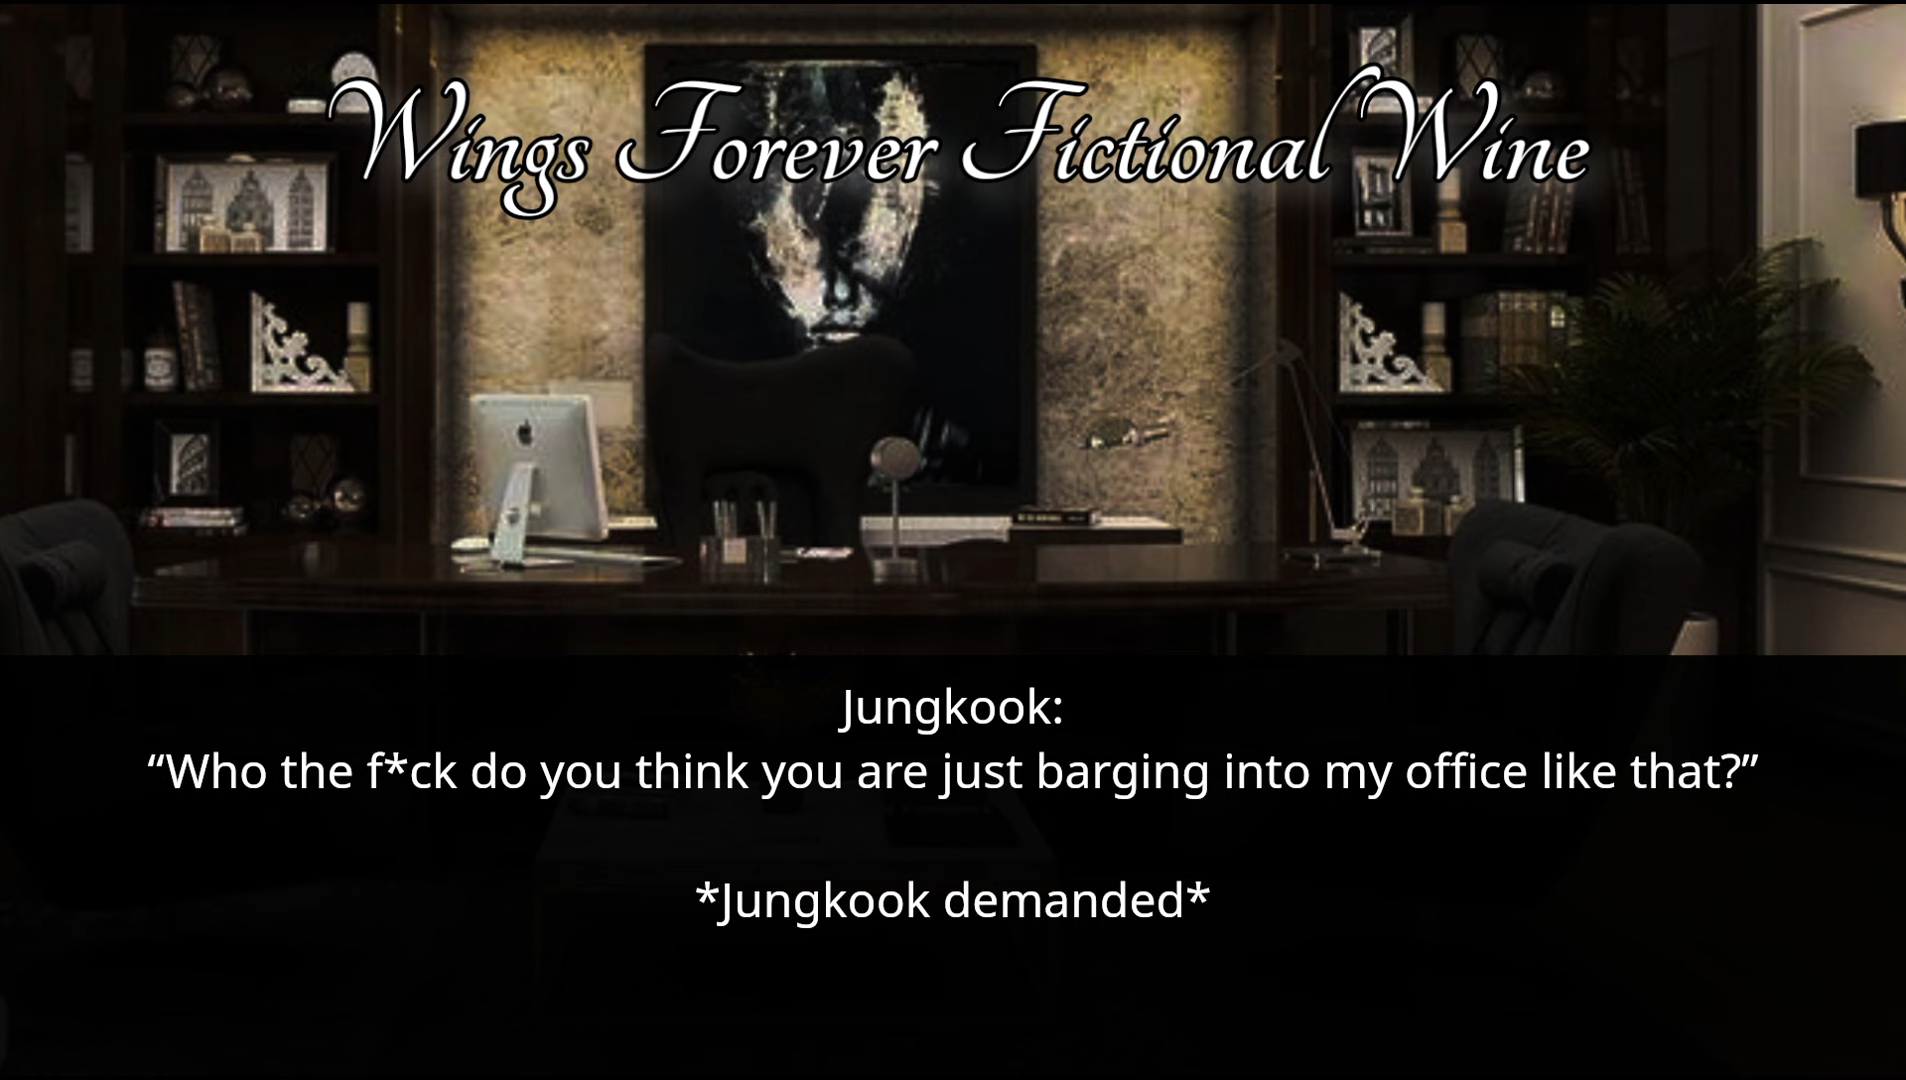 Wings Forever Fictional Wine
Jungkook:
“Who the f*ck do you think you are just barging into my office like that?”
*Jungkook demanded*